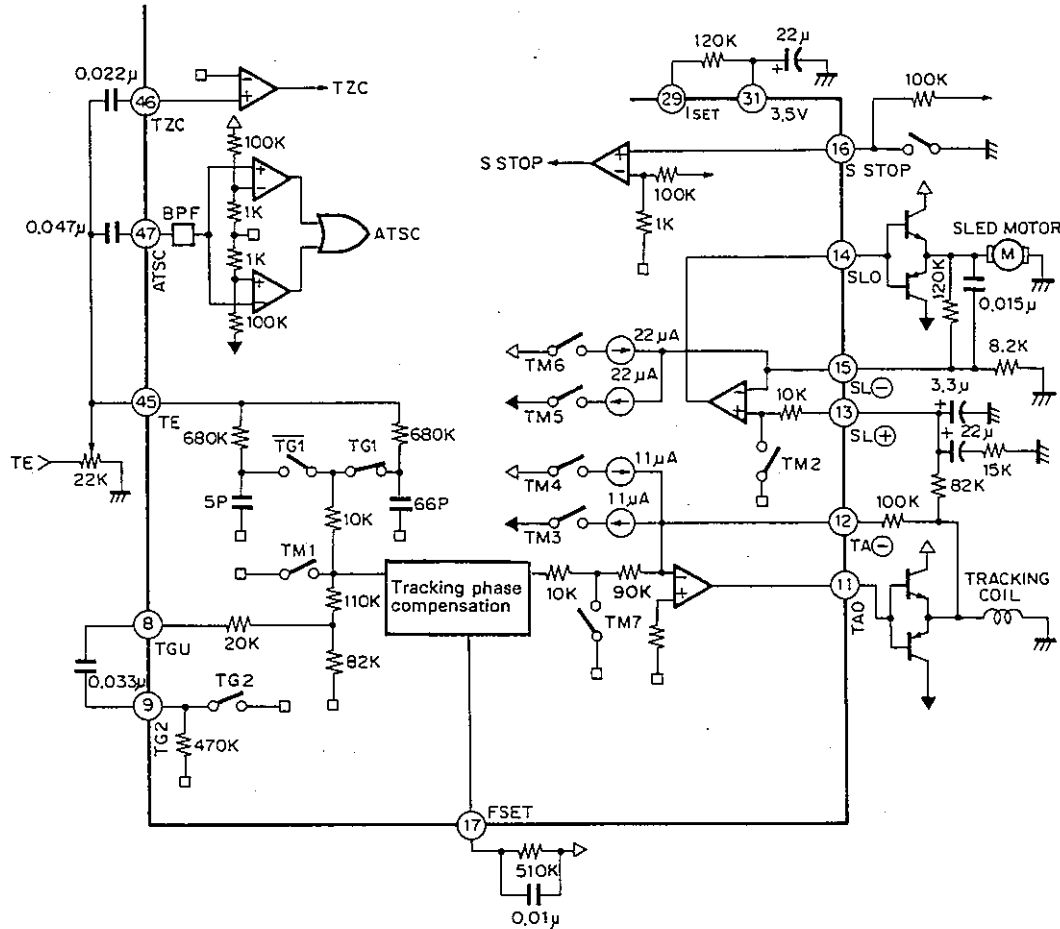 0.022μ
46
TZC
TZC
100K
0.047μ
47
BPF
ATSC
1K
1K
ATSC
100K
120K
22μ
+
29
ISET
31
3.5V
100K
16
S STOP
S STOP
100K
1K
14
SLO
SLED MOTOR
M
120K
0.015μ
TM6
22μA
22μA
TM5
15
SL⊖
8.2K
10K
13
SL⊕
3.3μ
+
22μ
+
15K
TM2
82K
45
TE
680K
TG1
TG1
680K
TE
22K
5P
66P
10K
TM4
11μA
11μA
TM3
12
TA⊖
100K
TM1
Tracking phase
compensation
10K
90K
11
TAO
TRACKING
COIL
110K
TM7
8
TGU
20K
82K
0.033μ
9
TG2
TG2
470K
17
FSET
510K
0.01μ